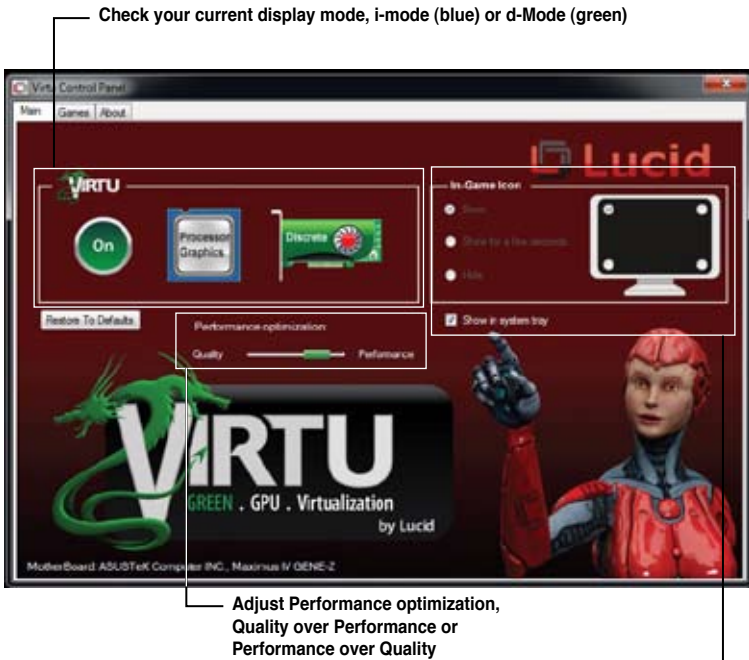 Check your current display mode, i-mode (blue) or d-Mode (green)
Virtu Control Panel
Main Games About
Lucid
VIRTU
On
Processor
Graphics
Discrete
In-Game Icon
Show
Show for a few seconds
Hide
Restore To Defaults
Show in system tray
Performance optimization
Quality
Performance
VIRTU
GREEN . GPU . Virtualization
by Lucid
MotherBoard: ASUSTeK Computer INC., Maximus IV GENE-Z
Adjust Performance optimization,
Quality over Performance or
Performance over Quality